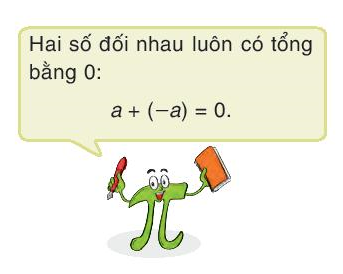 Hai số đối nhau luôn có tổng
bằng 0:
a + (−a) = 0.